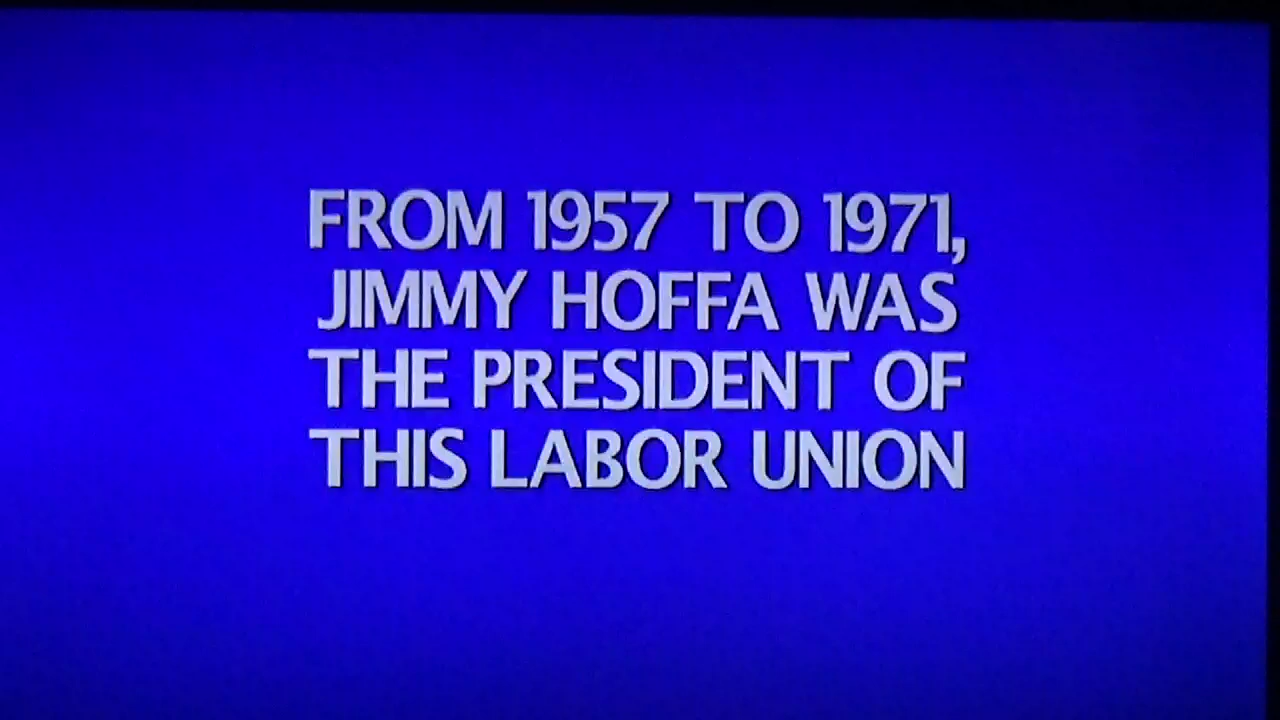 FROM 1957 TO 1971,
JIMMY HOFFA WAS
THE PRESIDENT OF
THIS LABOR UNION